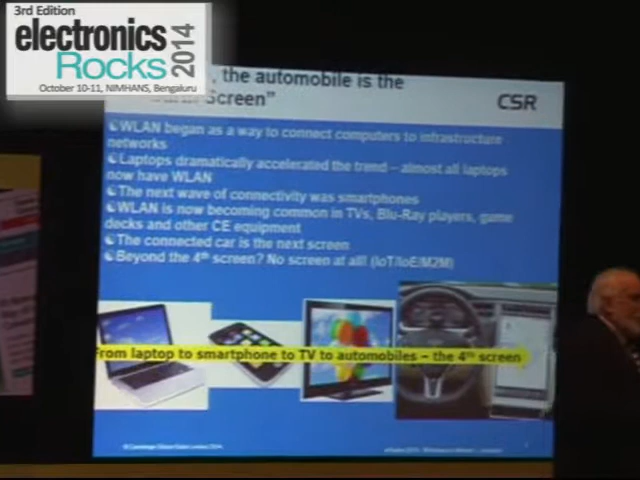 3rd Edition
electronics
Rocks
2014
October 10-11, NIMHANS, Bengaluru
, the automobile is the
Screen”
CSR
WLAN began as a way to connect computers to infrastructure
networks
Laptops dramatically accelerated the trend – almost all laptops
now have WLAN
The next wave of connectivity was smartphones
WLAN is now becoming common in TVs, Blu-Ray players, game
decks and other CE equipment
The connected car is the next screen
Beyond the 4th screen? No screen at all! (IoT/IoE/M2M)
From laptop to smartphone to TV to automobiles – the 4th screen